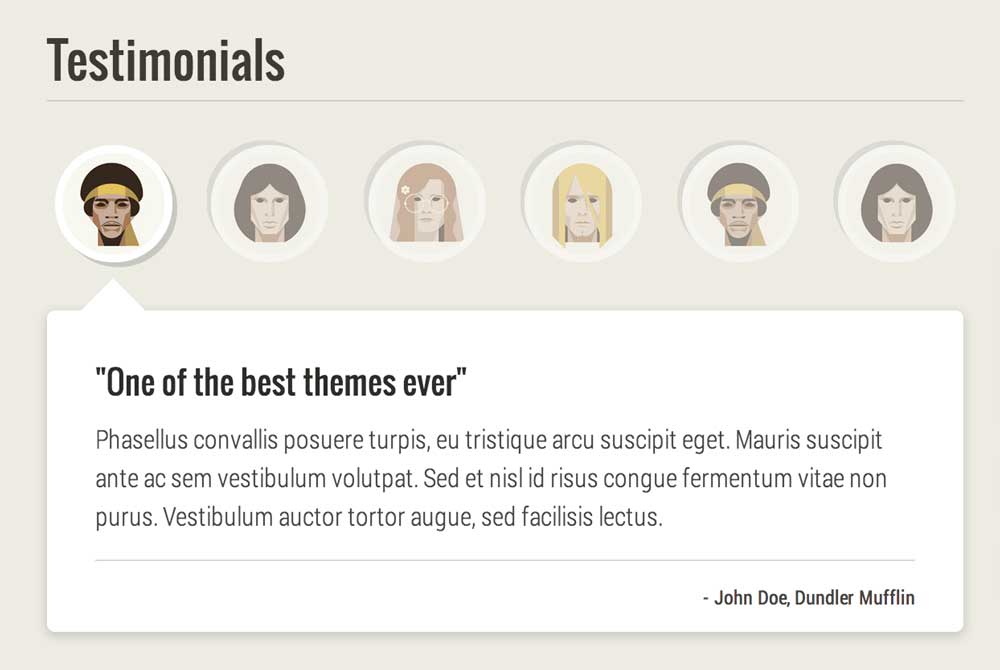 Testimonials
"One of the best themes ever"
Phasellus convallis posuere turpis, eu tristique arcu suscipit eget. Mauris suscipit
ante ac sem vestibulum volutpat. Sed et nisl id risus congue fermentum vitae non
purus. Vestibulum auctor tortor augue, sed facilisis lectus.
- John Doe, Dundler Mufflin